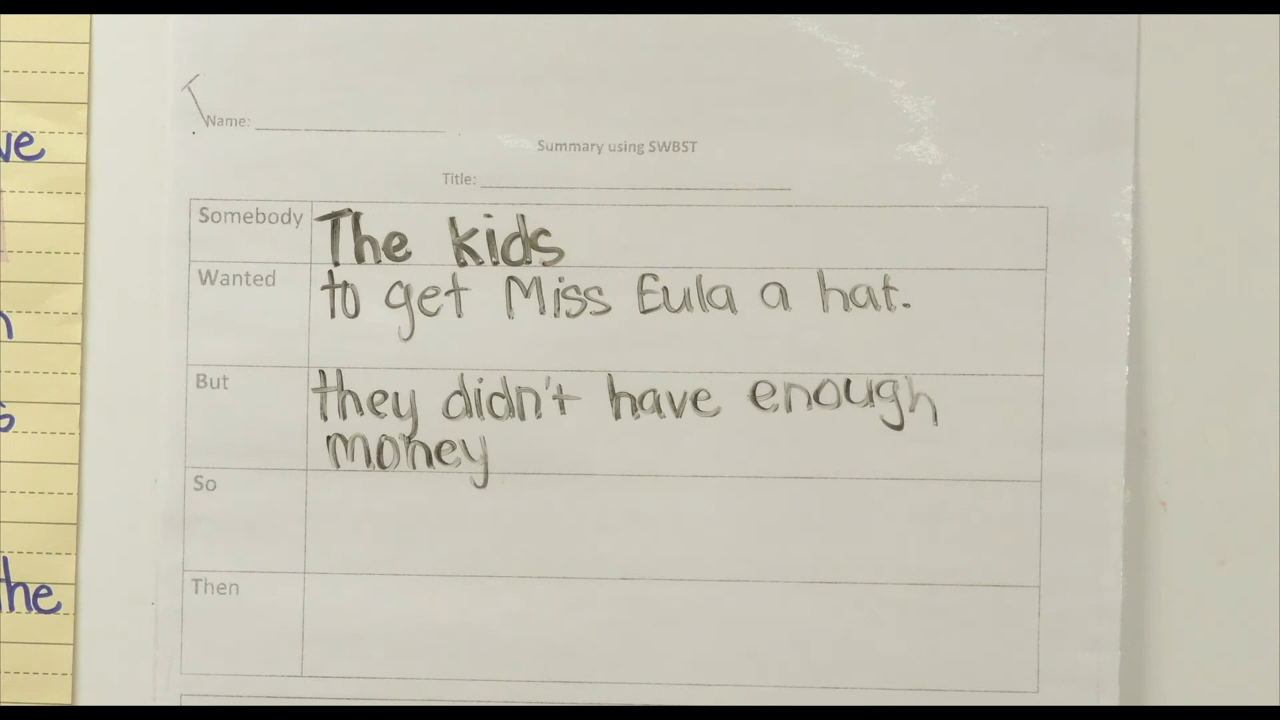 ve
Name:
Summary using SWBST
Title:
Somebody The kids
Wanted to get Miss Eula a hat.
But they didn't have enough
money
So
Then
the